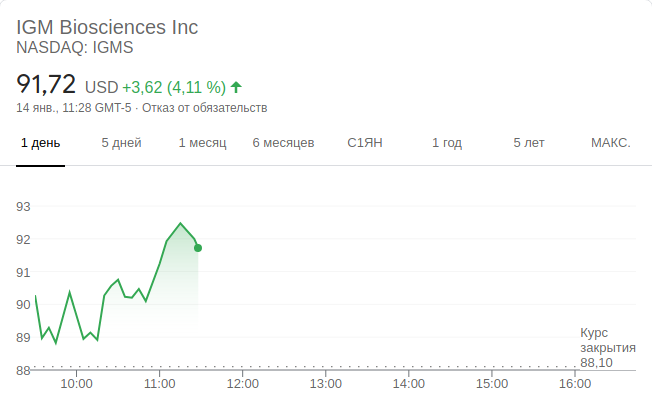 IGM Biosciences Inc
NASDAQ: IGMS
91,72 USD +3,62 (4,11 %)
14 янв., 11:28 GMT-5 · Отказ от обязательств
1 день 5 дней 1 месяц 6 месяцев С1ЯН 1 год 5 лет МАКС.
93
92
91
90
89
88
Курс
закрытия
88,10
10:00 11:00 12:00 13:00 14:00 15:00 16:00